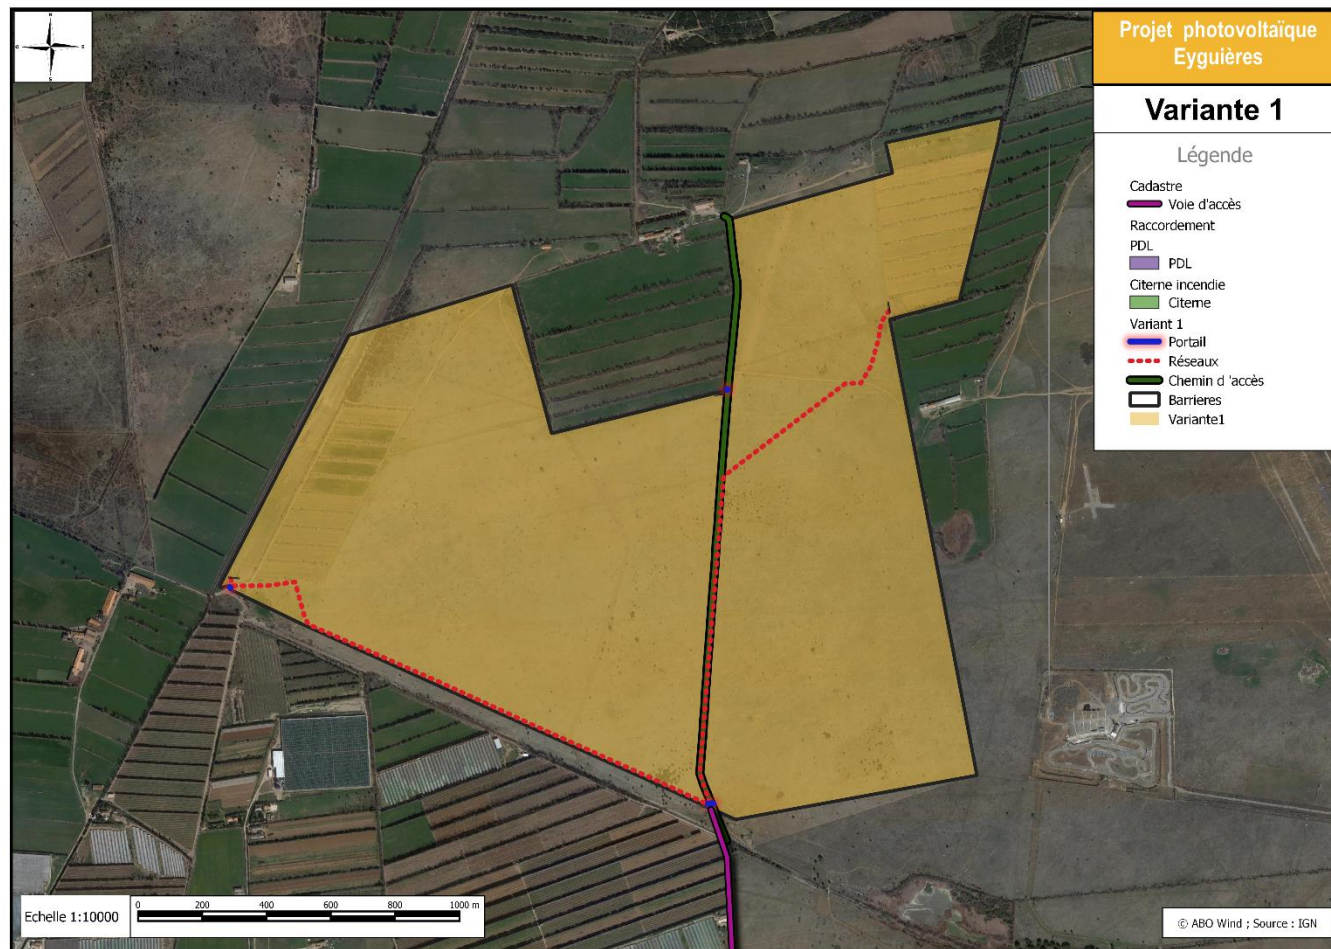 Projet photovoltaïque
Eyguières
Variante 1
Légende
Cadastre
Voie d'accès
Raccordement
PDL
PDL
Citerne incendie
Citerne
Variant 1
Portail
Réseaux
Chemin d 'accès
Barrieres
Variante1
Echelle 1:10000
0 200 400 600 800 1000 m
© ABO Wind ; Source : IGN